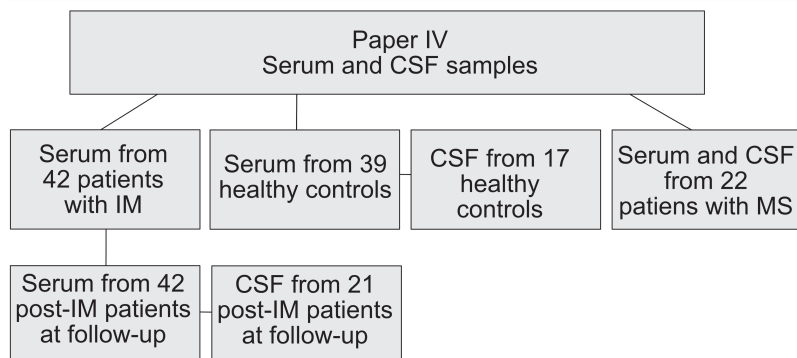 Paper IV
Serum and CSF samples
Serum from
42 patients
with IM
Serum from 39
healthy controls
CSF from 17
healthy
controls
Serum and CSF
from 22
patiens with MS
Serum from 42
post-IM patients
at follow-up
CSF from 21
post-IM patients
at follow-up